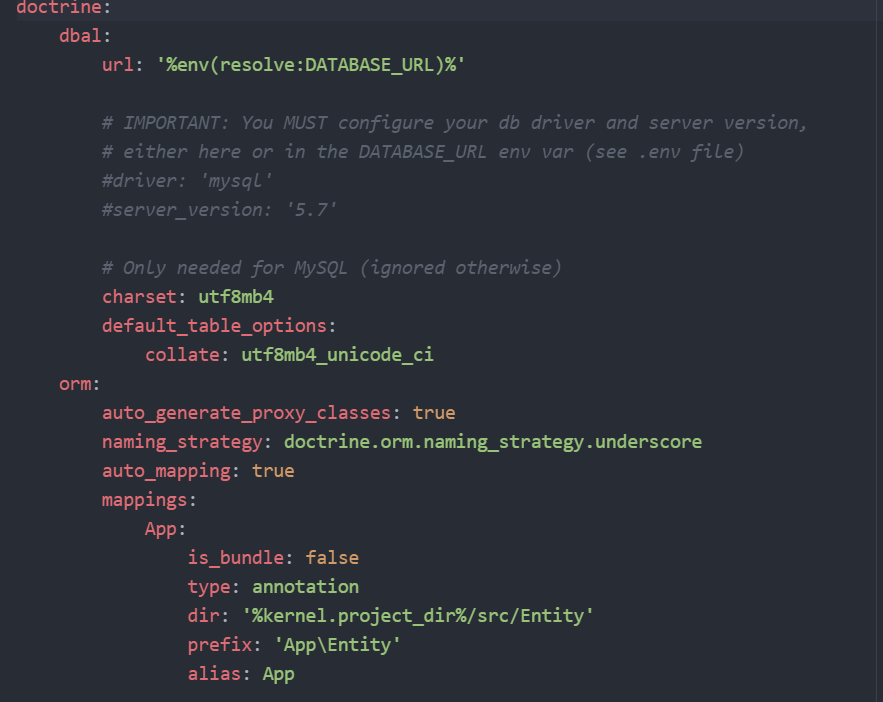 doctrine:
    dbal:
        url: '%env(resolve:DATABASE_URL)%'

        # IMPORTANT: You MUST configure your db driver and server version,
        # either here or in the DATABASE_URL env var (see .env file)
        #driver: 'mysql'
        #server_version: '5.7'

        # Only needed for MySQL (ignored otherwise)
        charset: utf8mb4
        default_table_options:
            collate: utf8mb4_unicode_ci
    orm:
        auto_generate_proxy_classes: true
        naming_strategy: doctrine.orm.naming_strategy.underscore
        auto_mapping: true
        mappings:
            App:
                is_bundle: false
                type: annotation
                dir: '%kernel.project_dir%/src/Entity'
                prefix: 'App\Entity'
                alias: App